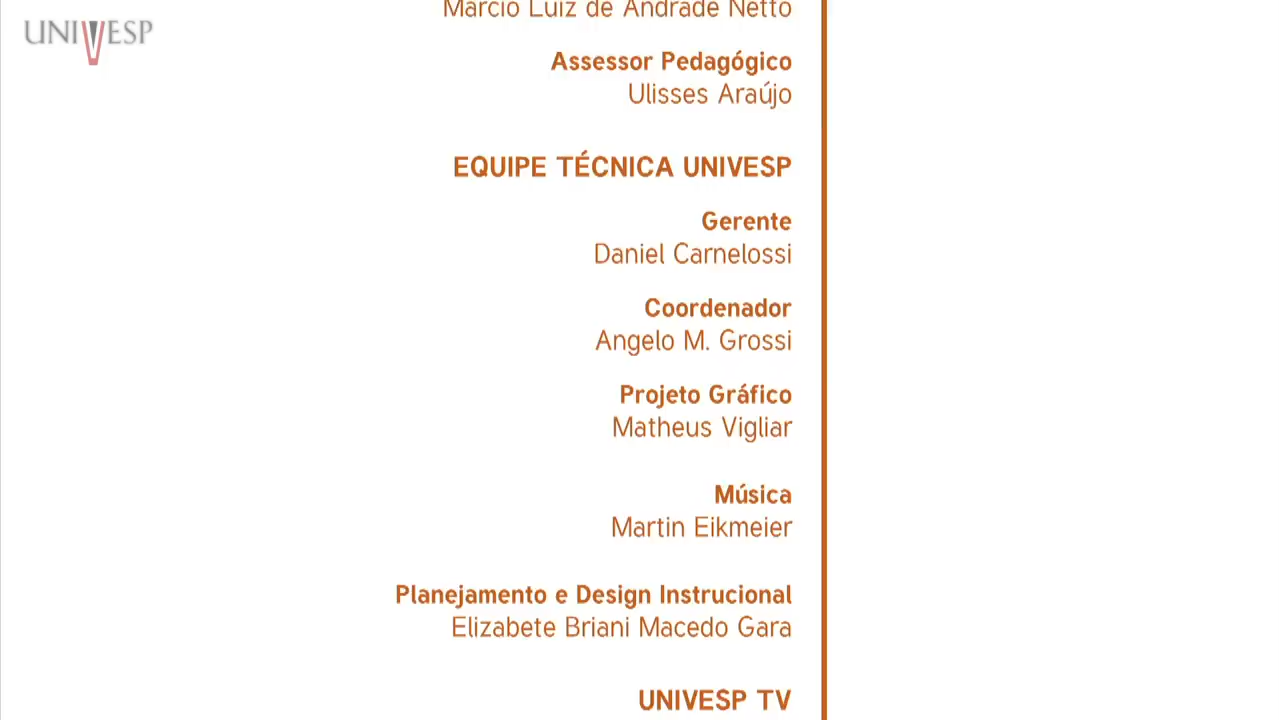 UNIVESP
Marcio Luiz de Andrade Netto
Assessor Pedagógico
Ulisses Araújo
EQUIPE TÉCNICA UNIVESP
Gerente
Daniel Carnelossi
Coordenador
Angelo M. Grossi
Projeto Gráfico
Matheus Vigliar
Música
Martin Eikmeier
Planejamento e Design Instrucional
Elizabete Briani Macedo Gara
UNIVESP TV